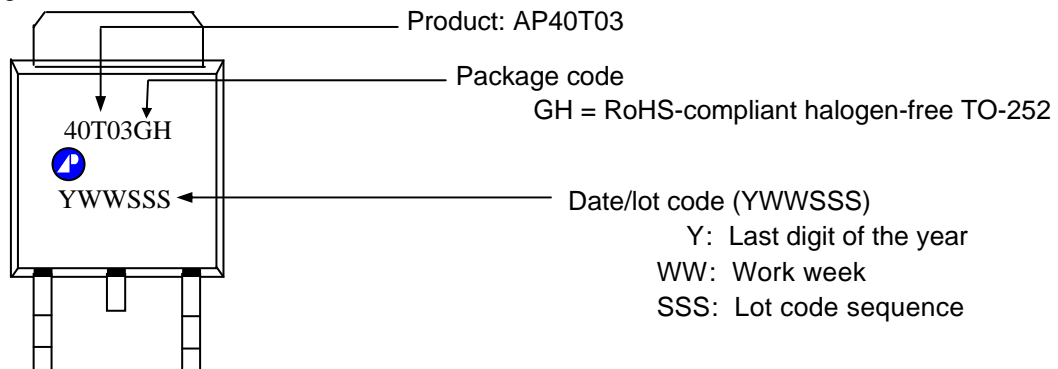 Product: AP40T03
Package code
GH = RoHS-compliant halogen-free TO-252
40T03GH
AP
YWWSSS
Date/lot code (YWWSSS)
Y: Last digit of the year
WW: Work week
SSS: Lot code sequence